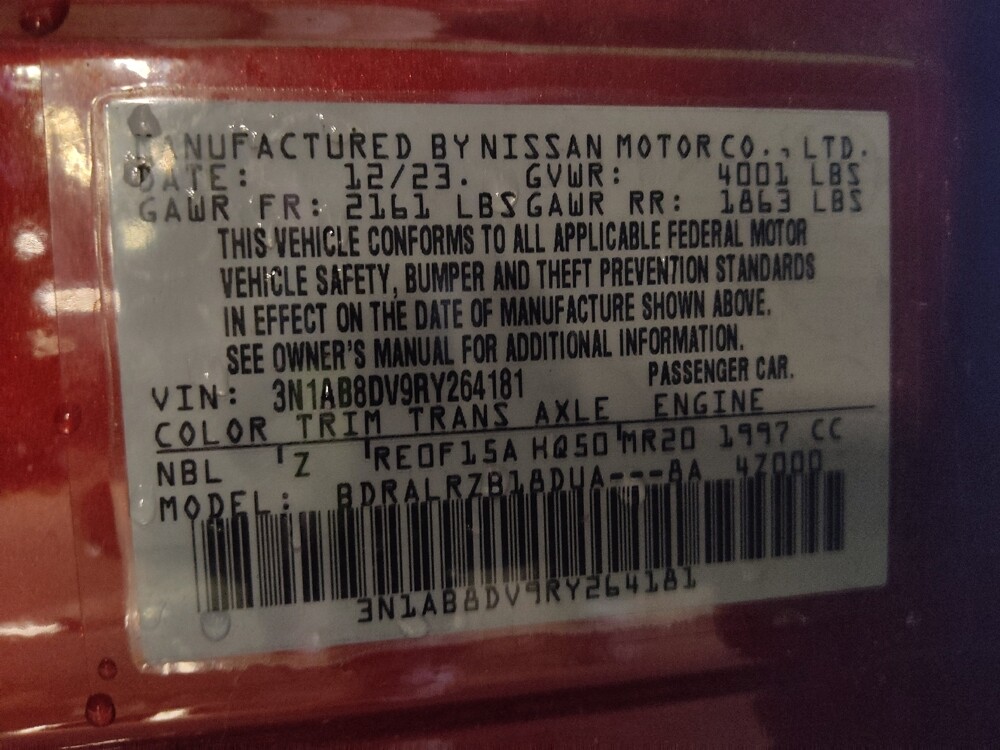 MANUFACTURED BY NISSAN MOTOR CO., LTD.
DATE: 12/23. GVWR: 4001 LBS
GAWR FR: 2161 LBS GAWR RR: 1863 LBS
THIS VEHICLE CONFORMS TO ALL APPLICABLE FEDERAL MOTOR
VEHICLE SAFETY, BUMPER AND THEFT PREVENTION STANDARDS
IN EFFECT ON THE DATE OF MANUFACTURE SHOWN ABOVE.
SEE OWNER'S MANUAL FOR ADDITIONAL INFORMATION.
PASSENGER CAR.
VIN: 3N1AB8DV9RY264181
COLOR TRIM TRANS AXLE ENGINE
NBL Z RE0F15A HQ50 MR20 1997 CC
MODEL: BDRALRZB18DUA---BA 47000
3N1AB8DV9RY264181